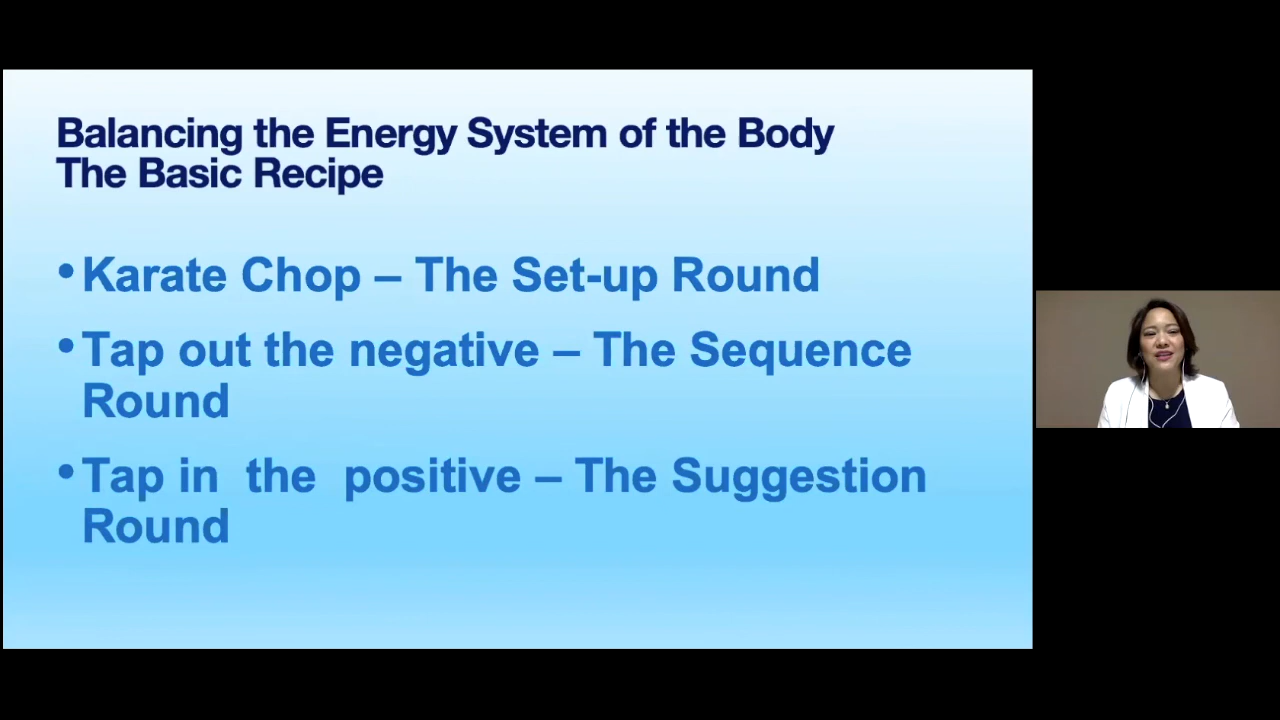 Balancing the Energy System of the Body
The Basic Recipe
• Karate Chop – The Set-up Round
• Tap out the negative – The Sequence
Round
• Tap in the positive – The Suggestion
Round